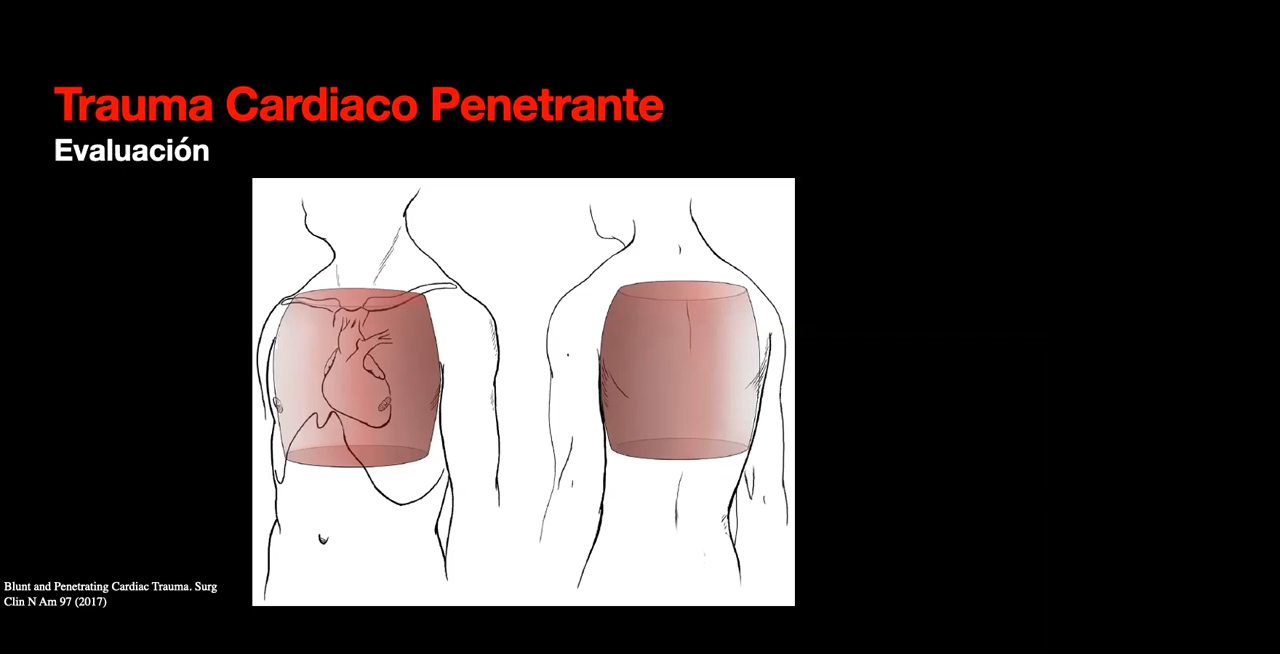 Trauma Cardiaco Penetrante
Evaluación
Blunt and Penetrating Cardiac Trauma. Surg
Clin N Am 97 (2017)